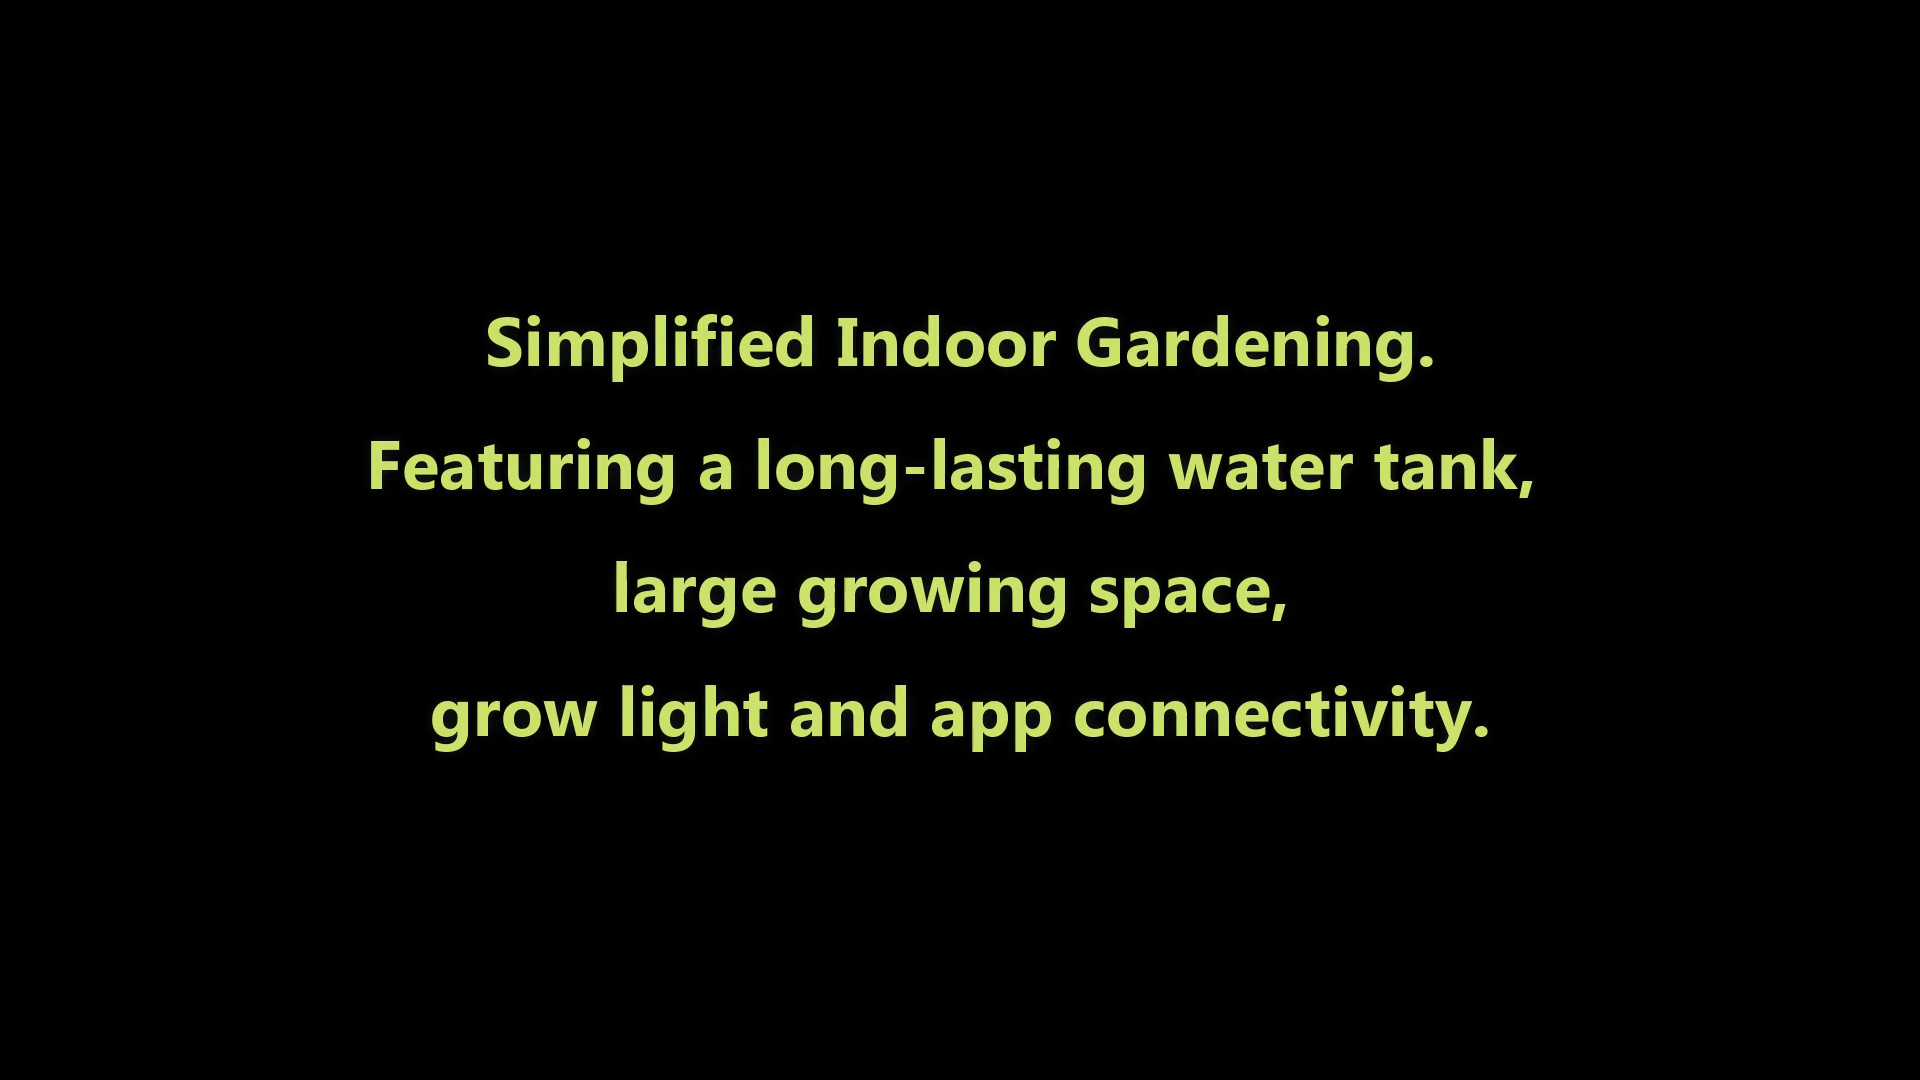 Simplified Indoor Gardening.
Featuring a long-lasting water tank,
large growing space,
grow light and app connectivity.